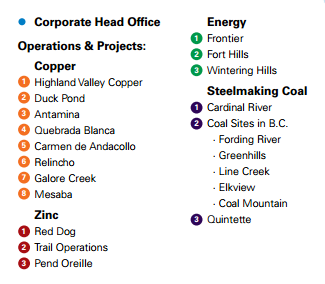 Corporate Head Office
Operations & Projects:
Copper
1 Highland Valley Copper
2 Duck Pond
3 Antamina
4 Quebrada Blanca
5 Carmen de Andacollo
6 Relincho
7 Galore Creek
8 Mesaba
Zinc
1 Red Dog
2 Trail Operations
3 Pend Oreille
Energy
1 Frontier
2 Fort Hills
3 Wintering Hills
Steelmaking Coal
1 Cardinal River
2 Coal Sites in B.C.
· Fording River
· Greenhills
· Line Creek
· Elkview
· Coal Mountain
3 Quintette